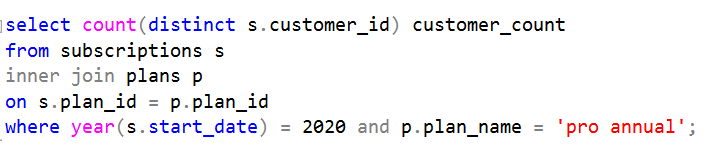 select count(distinct s.customer_id) customer_count
from subscriptions s
inner join plans p
on s.plan_id = p.plan_id
where year(s.start_date) = 2020 and p.plan_name = 'pro annual';